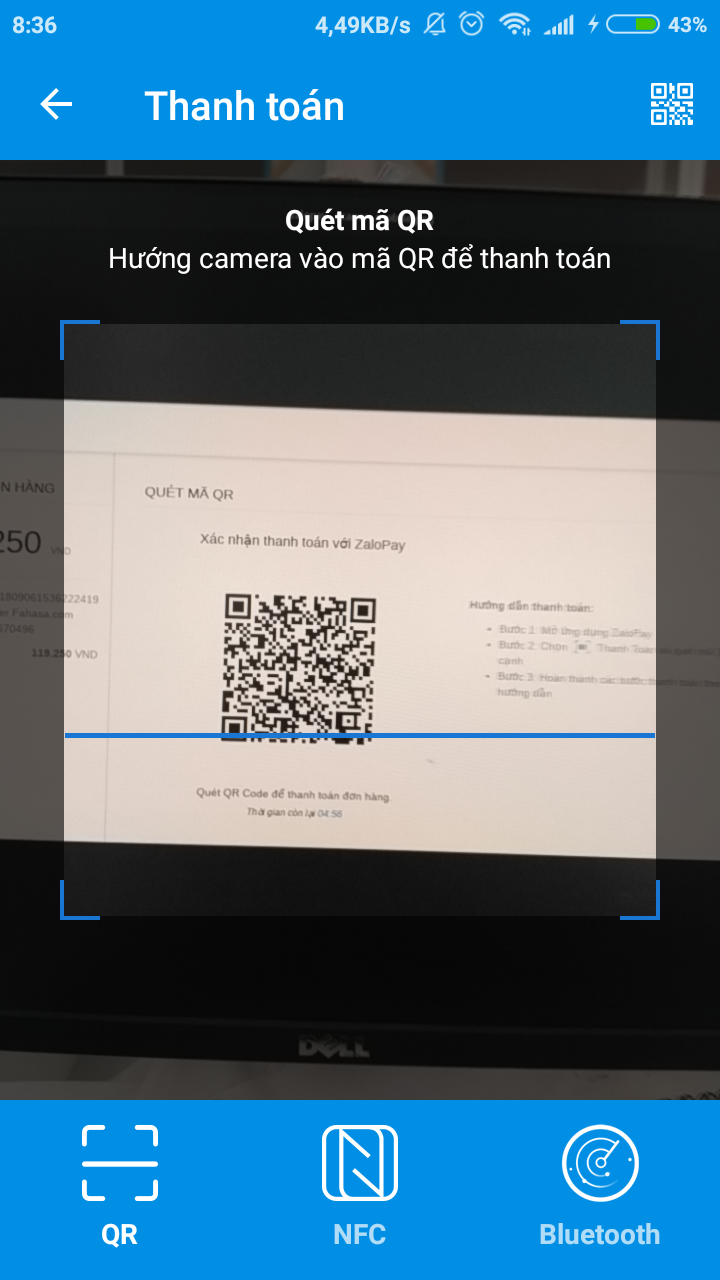 8:36
4,49KB/s
43%
Thanh toán
Quét mã QR
Hướng camera vào mã QR để thanh toán
N HÀNG
QUÉT MÃ QR
250 VND
Xác nhận thanh toán với ZaloPay
1809061536222419
er Fahasa.com
570496
119.250 VND
Hướng dẫn thanh toán:
Bước 1: Mở ứng dụng ZaloPay
Bước 2: Chọn Thanh Toán
cạnh
Bước 3: Hoàn thành các bước thanh toán
hướng dẫn
Quét QR Code để thanh toán đơn hàng
Thời gian còn lại 04:56
DELL
QR
NFC
Bluetooth